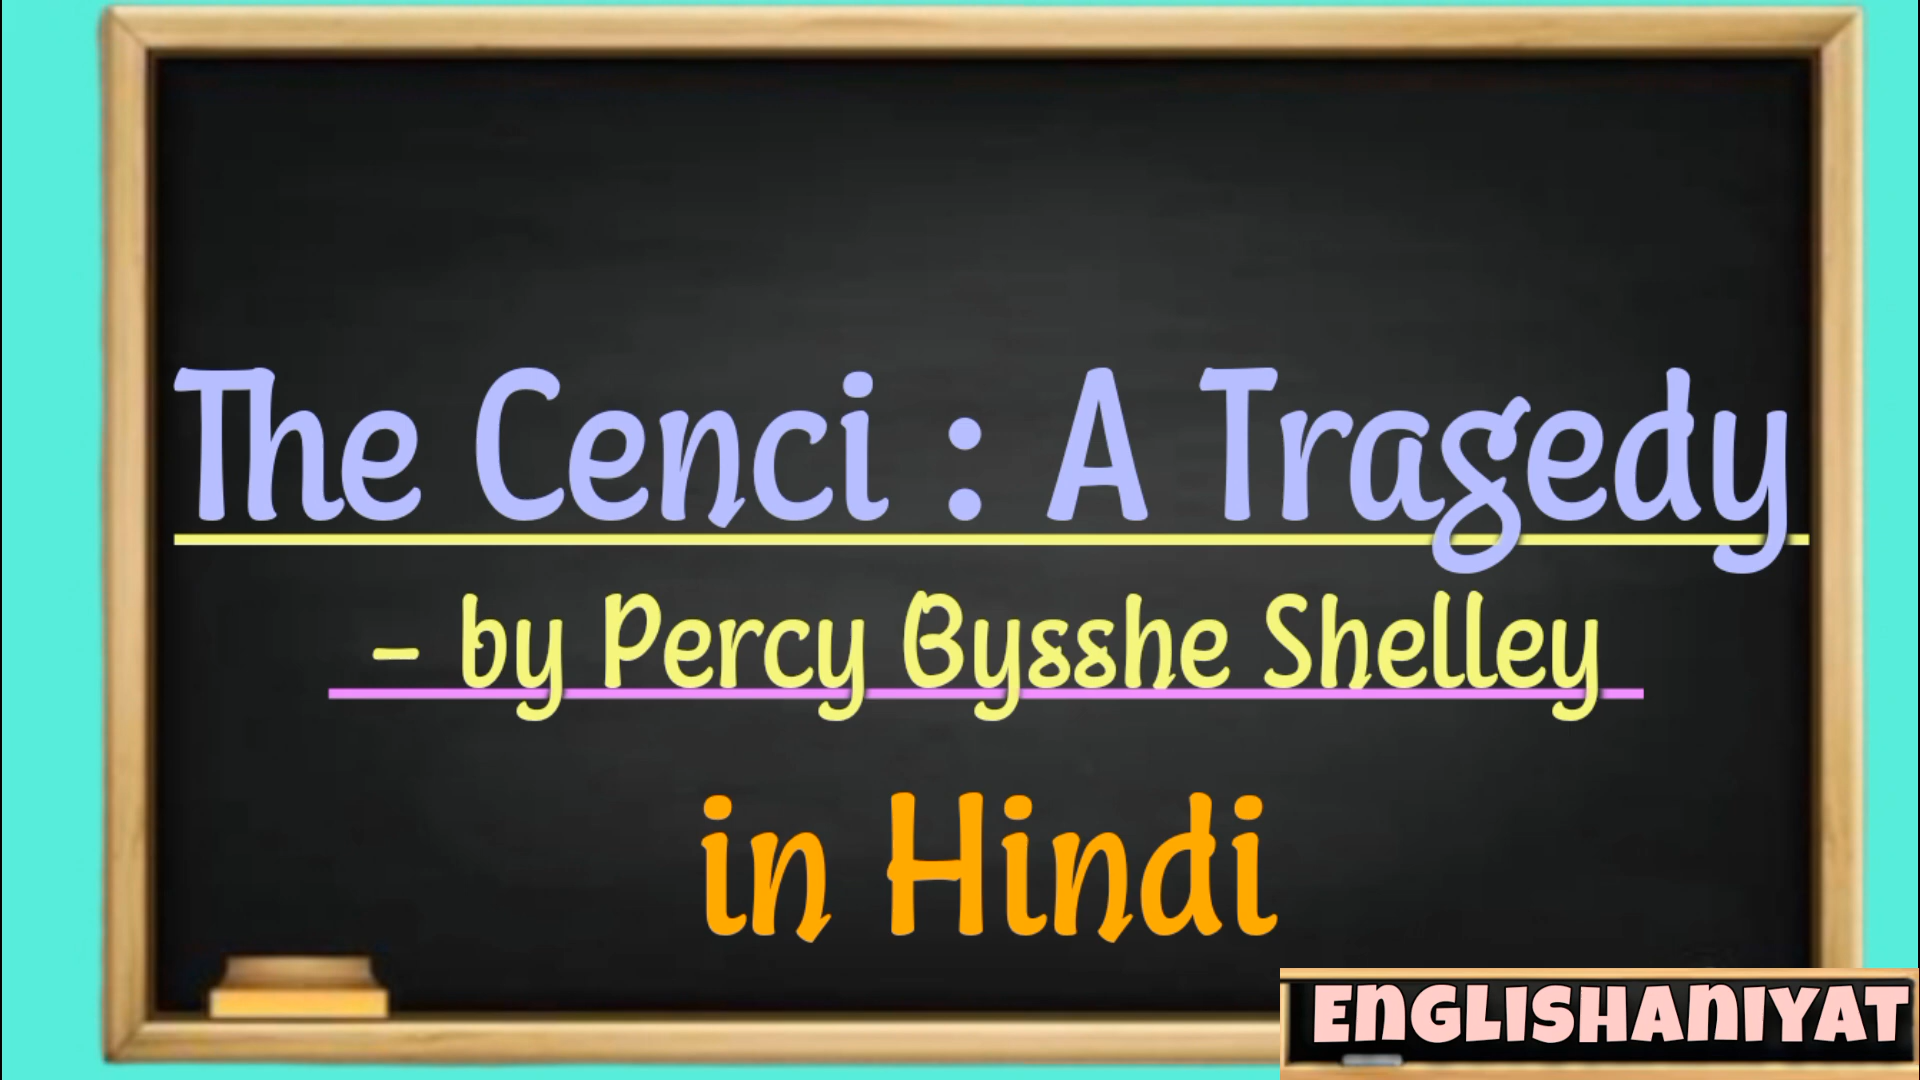 The Cenci : A Tragedy
- by Percy Bysshe Shelley
in Hindi
ENGLISHANIYAT